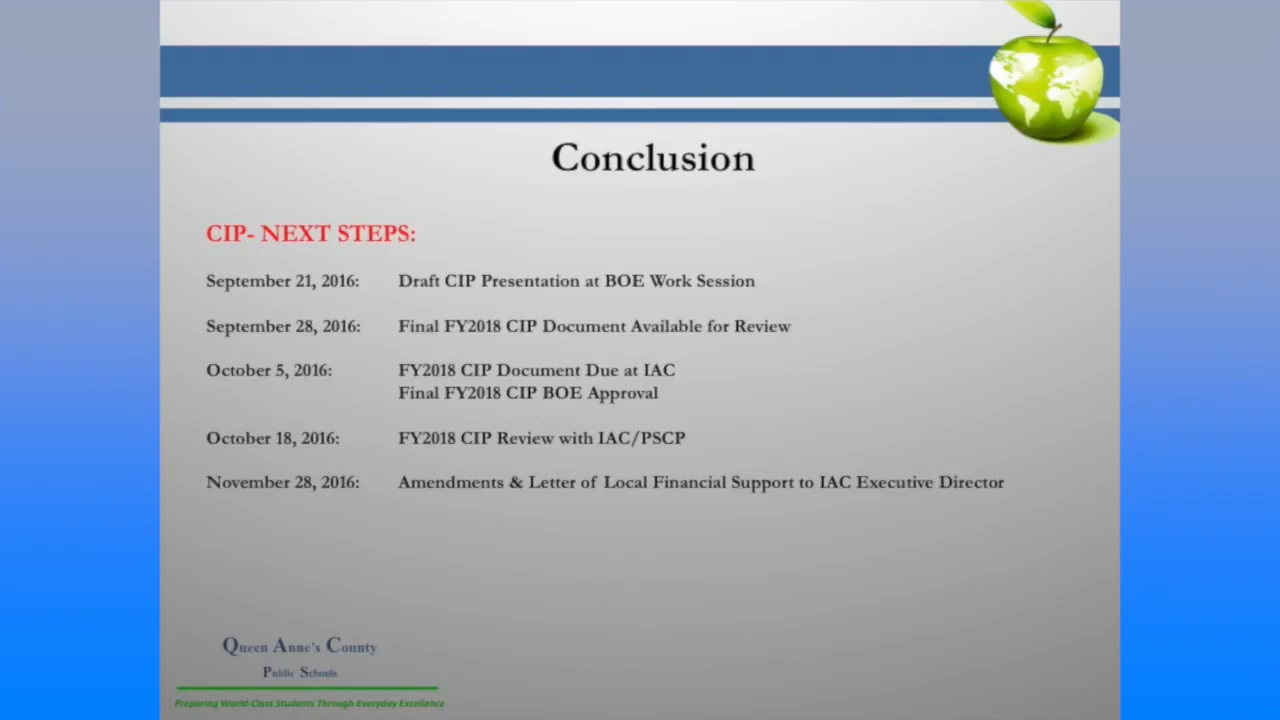 Conclusion
CIP- NEXT STEPS:
September 21, 2016: Draft CIP Presentation at BOE Work Session
September 28, 2016: Final FY2018 CIP Document Available for Review
October 5, 2016: FY2018 CIP Document Due at IAC
Final FY2018 CIP BOE Approval
October 18, 2016: FY2018 CIP Review with IAC/PSCP
November 28, 2016: Amendments & Letter of Local Financial Support to IAC Executive Director
Queen Anne's County
Public Schools
Preparing World-Class Students Through Everyday Excellence